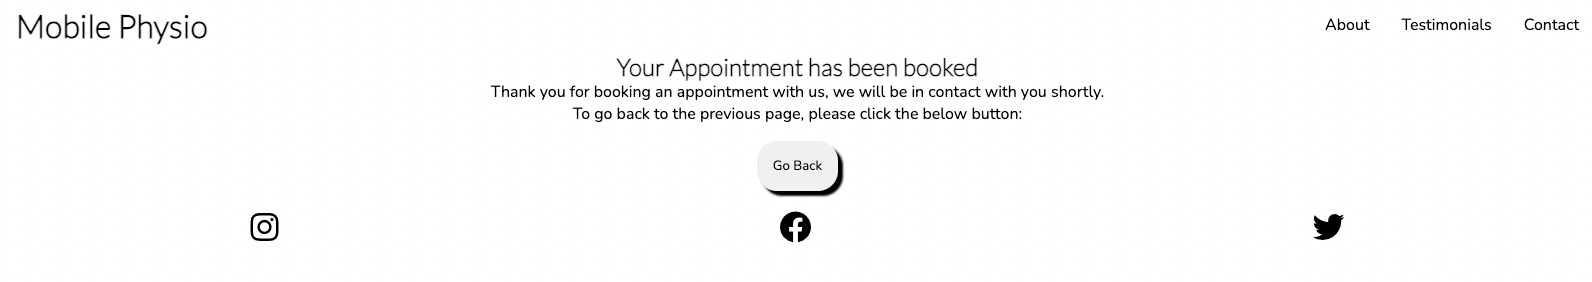 Mobile Physio
About Testimonials Contact
Your Appointment has been booked
Thank you for booking an appointment with us, we will be in contact with you shortly.
To go back to the previous page, please click the below button:
Go Back